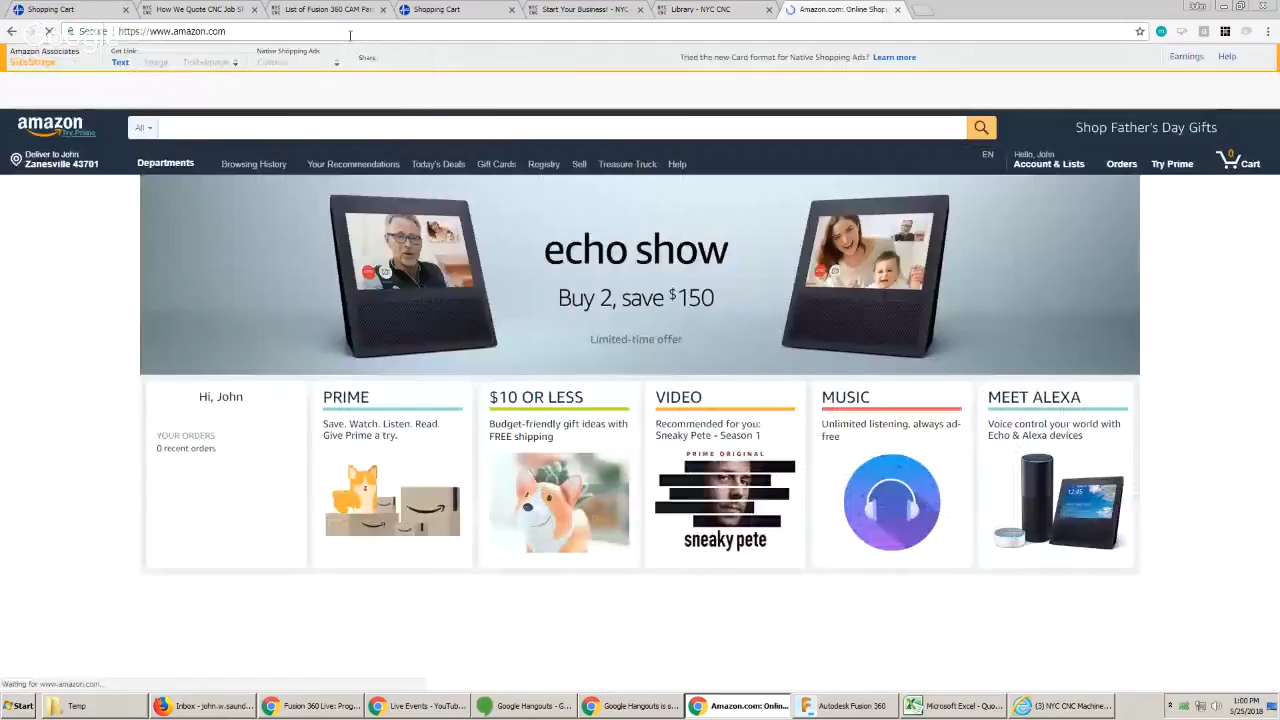 Shopping Cart
How We Quote CNC Job Sh
List of Fusion 360 CAM Par
Shopping Cart
Start Your Business! - NYC
Library - NYC CNC
Amazon.com: Online Shop
Secure
https://www.amazon.com
Amazon Associates
SiteStripe
Get Link:
Text
Image
Text+Image
Native Shopping Ads
Custom
Share:
Tried the new Card format for Native Shopping Ads? Learn more
Earnings
Help
amazon
Try Prime
All
Shop Father's Day Gifts
Deliver to John
Zanesville 43701
Departments
Browsing History
Your Recommendations
Today's Deals
Gift Cards
Registry
Sell
Treasure Truck
Help
EN
Hello, John
Account & Lists
Orders
Try Prime
0
Cart
echo show
Buy 2, save $150
Limited-time offer
Hi, John
YOUR ORDERS
0 recent orders
PRIME
Save. Watch. Listen. Read.
Give Prime a try.
$10 OR LESS
Budget-friendly gift ideas with
FREE shipping
VIDEO
Recommended for you:
Sneaky Pete - Season 1
PRIME ORIGINAL
sneaky pete
MUSIC
Unlimited listening, always ad-
free
MEET ALEXA
Voice control your world with
Echo & Alexa devices
12:45
Waiting for www.amazon.com...
Start
Temp
Inbox - john.w.saund...
Fusion 360 Live: Prog...
Live Events - YouTub...
Google Hangouts - G...
Google Hangouts is s...
Amazon.com: Onlin...
Autodesk Fusion 360
Microsoft Excel - Quo...
(3) NYC CNC Machine...
1:00 PM
5/25/2018